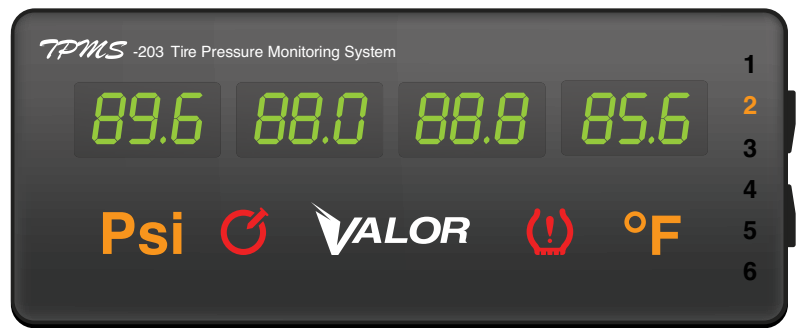 TPMS -203 Tire Pressure Monitoring System
1
89.6 88.0 88.8 85.6
2
3
4
Psi VALOR °F
5
6